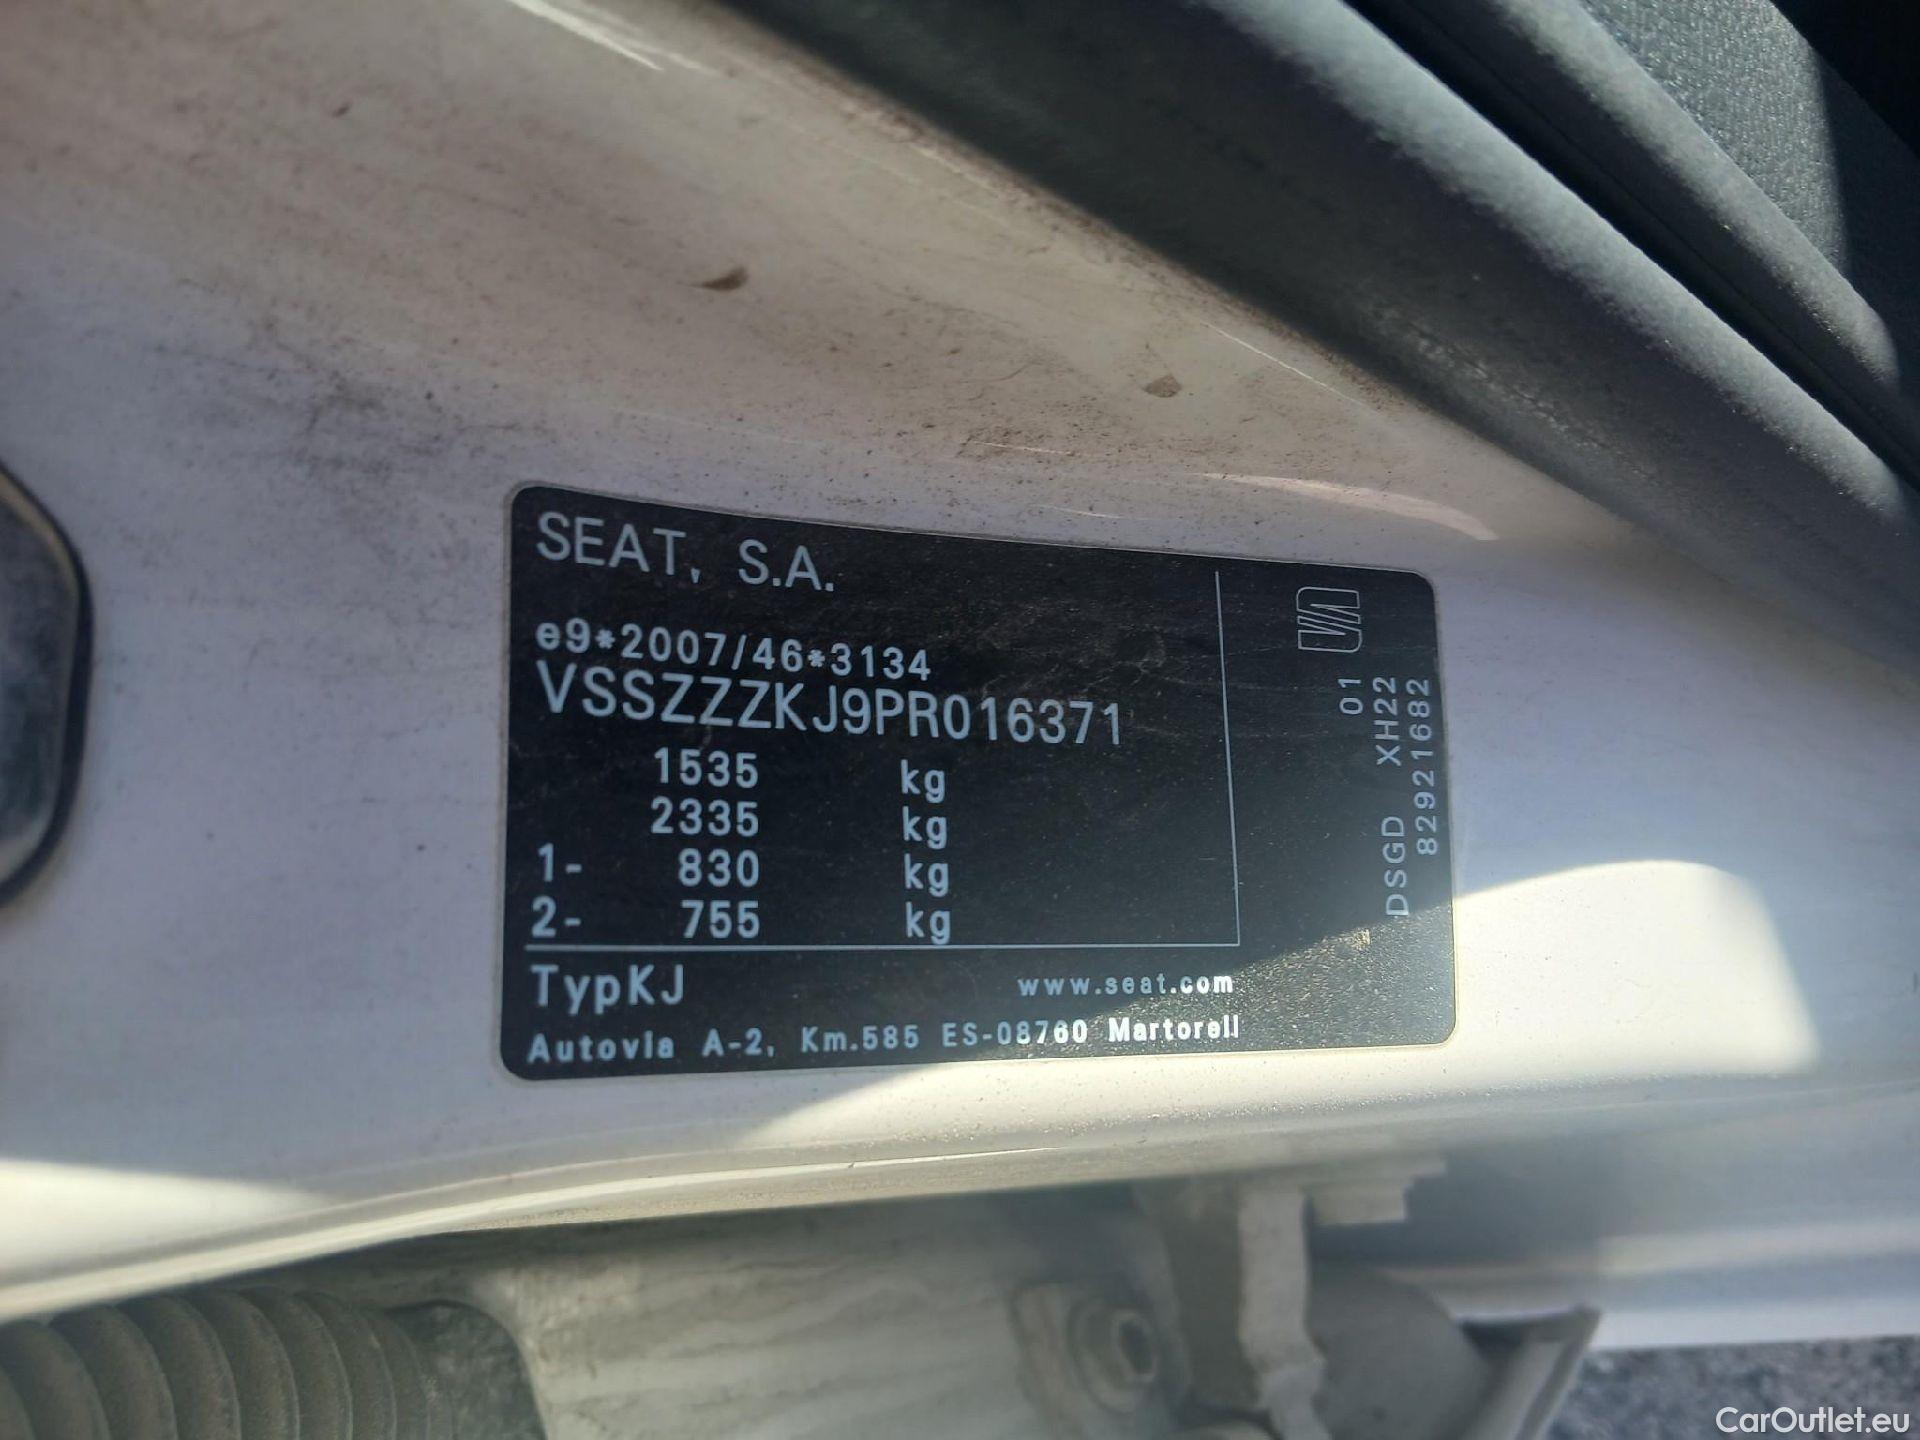 SEAT, S.A.
e9*2007/46*3134
VSSZZZKJ9PR016371
1535 kg
2335 kg
1- 830 kg
2- 755 kg
TypKJ www.seat.com
Autovia A-2, Km.585 ES-08760 Martorell
01
DSGD XH22
82921682
CarOutlet.eu